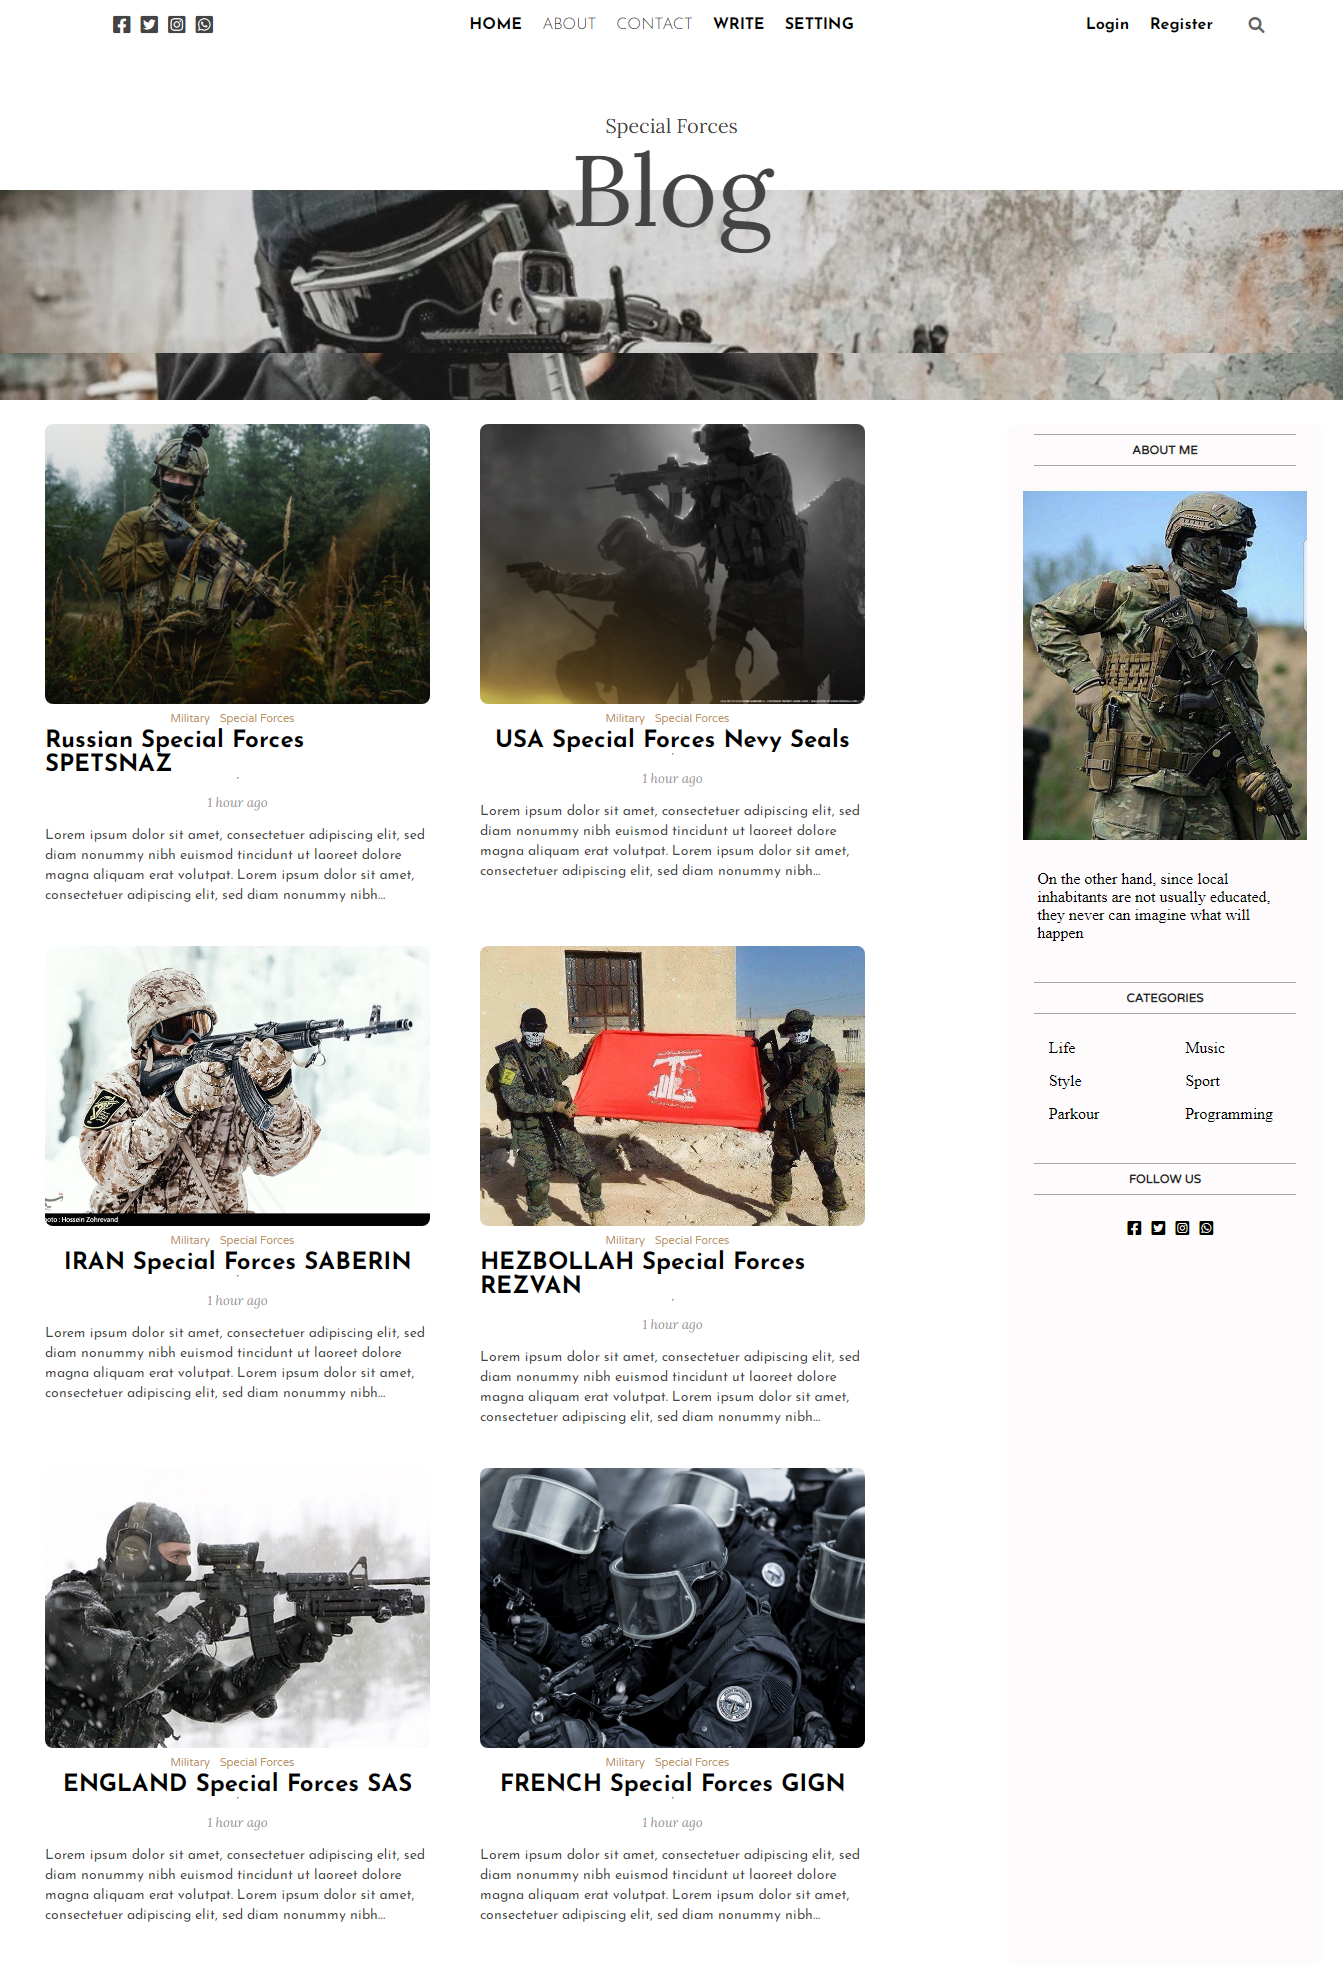 HOME ABOUT CONTACT WRITE SETTING
Login Register
Special Forces
Blog
Military Special Forces
Russian Special Forces
SPETSNAZ
1 hour ago
Lorem ipsum dolor sit amet, consectetuer adipiscing elit, sed
diam nonummy nibh euismod tincidunt ut laoreet dolore
magna aliquam erat volutpat. Lorem ipsum dolor sit amet,
consectetuer adipiscing elit, sed diam nonummy nibh...
Military Special Forces
USA Special Forces Nevy Seals
1 hour ago
Lorem ipsum dolor sit amet, consectetuer adipiscing elit, sed
diam nonummy nibh euismod tincidunt ut laoreet dolore
magna aliquam erat volutpat. Lorem ipsum dolor sit amet,
consectetuer adipiscing elit, sed diam nonummy nibh...
oto : Hossein Zohrevand
Military Special Forces
IRAN Special Forces SABERIN
1 hour ago
Lorem ipsum dolor sit amet, consectetuer adipiscing elit, sed
diam nonummy nibh euismod tincidunt ut laoreet dolore
magna aliquam erat volutpat. Lorem ipsum dolor sit amet,
consectetuer adipiscing elit, sed diam nonummy nibh...
Military Special Forces
HEZBOLLAH Special Forces
REZVAN
1 hour ago
Lorem ipsum dolor sit amet, consectetuer adipiscing elit, sed
diam nonummy nibh euismod tincidunt ut laoreet dolore
magna aliquam erat volutpat. Lorem ipsum dolor sit amet,
consectetuer adipiscing elit, sed diam nonummy nibh...
Military Special Forces
ENGLAND Special Forces SAS
1 hour ago
Lorem ipsum dolor sit amet, consectetuer adipiscing elit, sed
diam nonummy nibh euismod tincidunt ut laoreet dolore
magna aliquam erat volutpat. Lorem ipsum dolor sit amet,
consectetuer adipiscing elit, sed diam nonummy nibh...
Military Special Forces
FRENCH Special Forces GIGN
1 hour ago
Lorem ipsum dolor sit amet, consectetuer adipiscing elit, sed
diam nonummy nibh euismod tincidunt ut laoreet dolore
magna aliquam erat volutpat. Lorem ipsum dolor sit amet,
consectetuer adipiscing elit, sed diam nonummy nibh...
ABOUT ME
On the other hand, since local
inhabitants are not usually educated,
they never can imagine what will
happen
CATEGORIES
Life Music
Style Sport
Parkour Programming
FOLLOW US